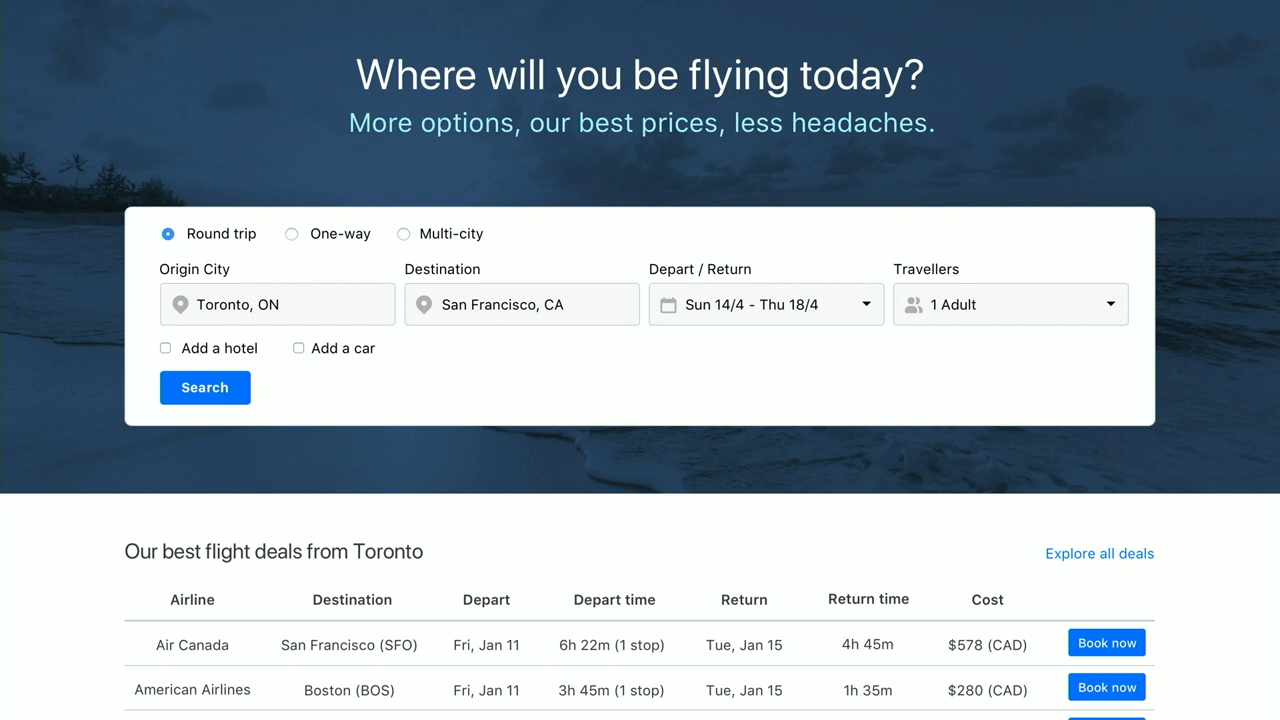 Where will you be flying today?
More options, our best prices, less headaches.
Round trip One-way Multi-city
Origin City Destination Depart / Return Travellers
Toronto, ON San Francisco, CA Sun 14/4 - Thu 18/4 1 Adult
Add a hotel Add a car
Search
Our best flight deals from Toronto Explore all deals
Airline Destination Depart Depart time Return Return time Cost
Air Canada San Francisco (SFO) Fri, Jan 11 6h 22m (1 stop) Tue, Jan 15 4h 45m $578 (CAD) Book now
American Airlines Boston (BOS) Fri, Jan 11 3h 45m (1 stop) Tue, Jan 15 1h 35m $280 (CAD) Book now